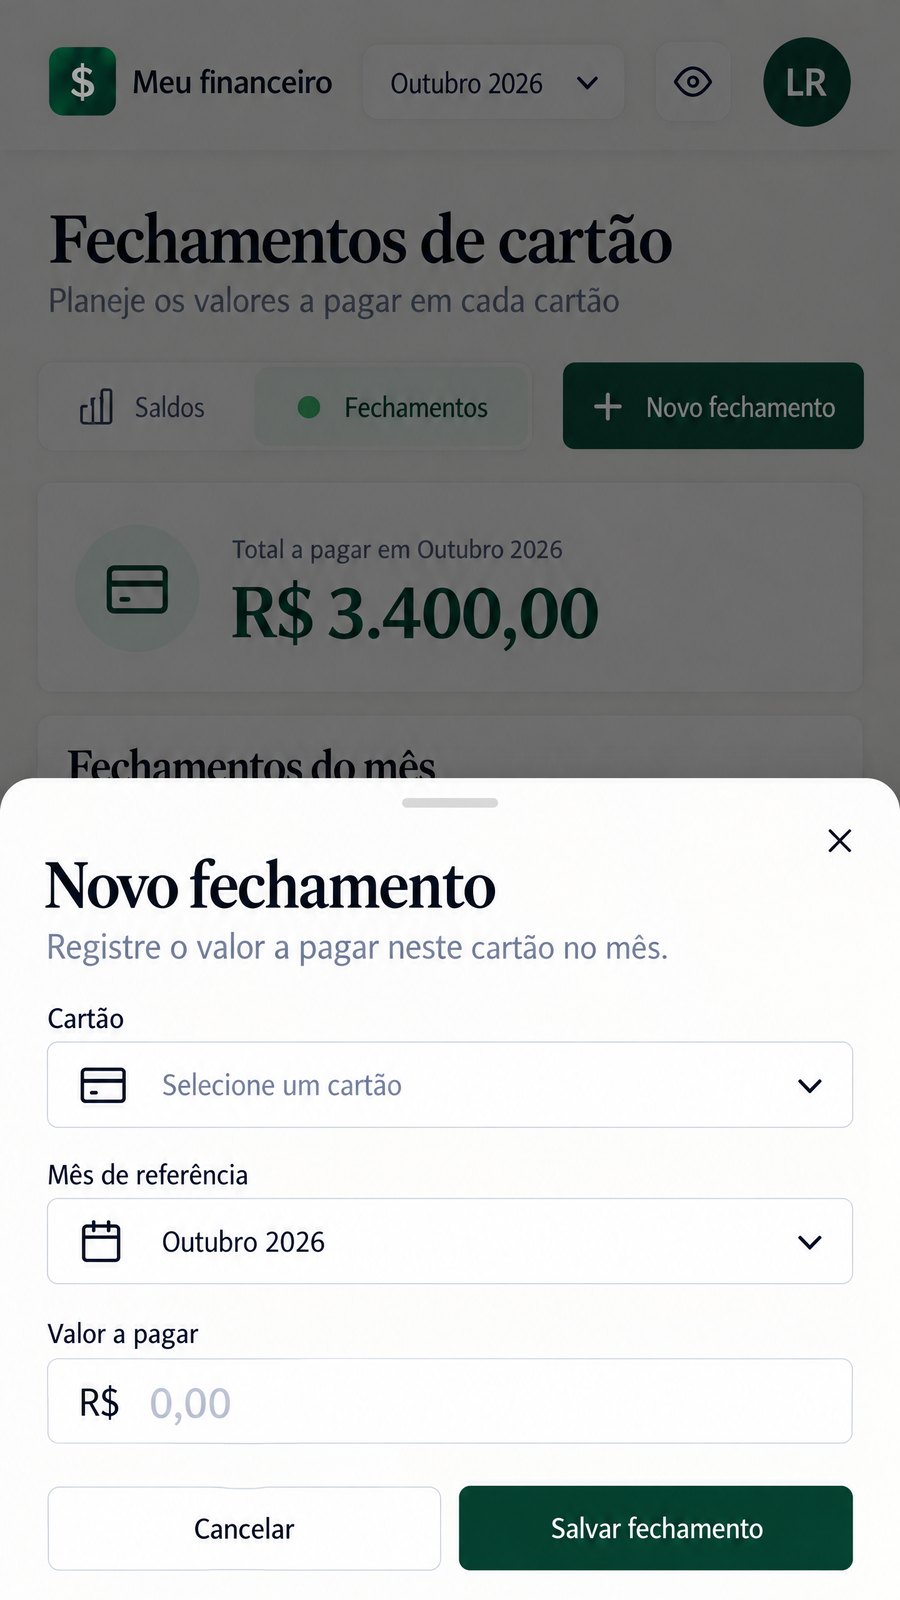 $ Meu financeiro Outubro 2026 LR
Fechamentos de cartão
Planeje os valores a pagar em cada cartão
Saldos Fechamentos + Novo fechamento
Total a pagar em Outubro 2026
R$ 3.400,00
Fechamentos do mês
Novo fechamento
Registre o valor a pagar neste cartão no mês.
Cartão
Selecione um cartão
Mês de referência
Outubro 2026
Valor a pagar
R$ 0,00
Cancelar Salvar fechamento